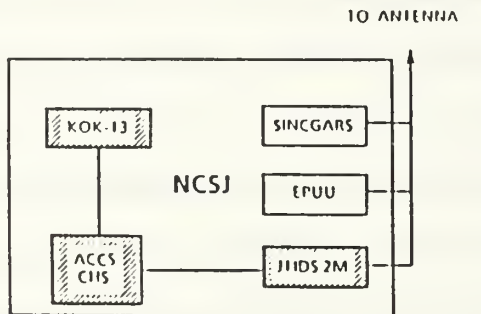 TO ANTENNA
KOK-13
SINCGARS
NCSJ
EPUU
ACCS
CHS
JTIDS 2M